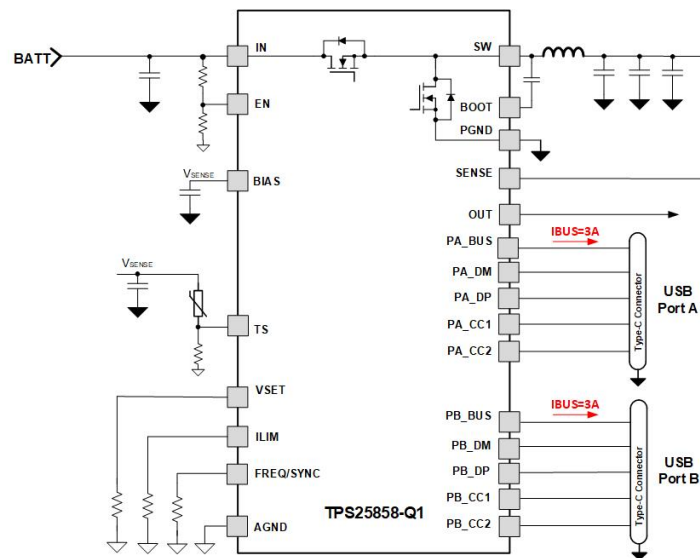 BATT
IN
SW
EN
BOOT
PGND
VSENSE
BIAS
SENSE
OUT
PA_BUS
IBUS=3A
PA_DM
PA_DP
PA_CC1
PA_CC2
Type-C Connector
USB
Port A
VSENSE
TS
VSET
ILIM
FREQ/SYNC
AGND
PB_BUS
IBUS=3A
PB_DM
PB_DP
PB_CC1
PB_CC2
Type-C Connector
USB
Port B
TPS25858-Q1